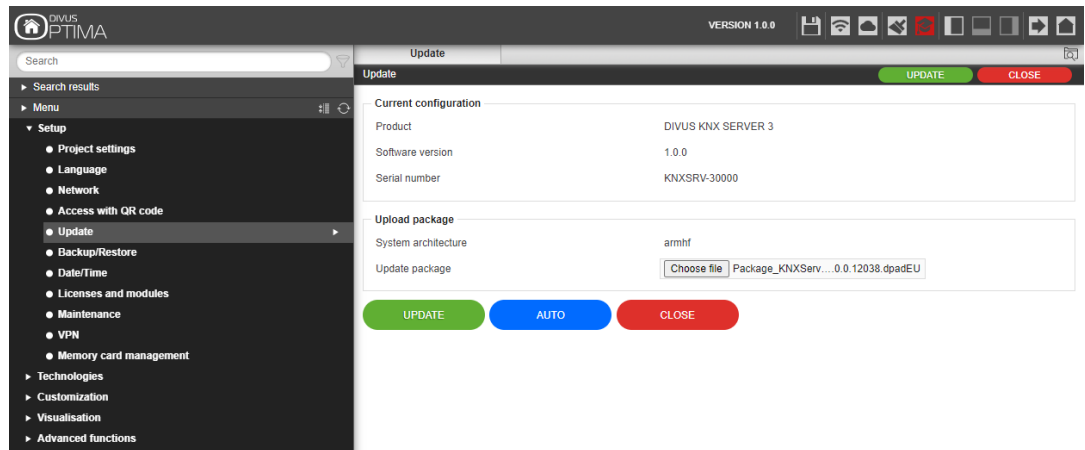 DIVUS
OPTIMA
VERSION 1.0.0
Search
Search results
Menu
Setup
Project settings
Language
Network
Access with QR code
Update
Backup/Restore
Date/Time
Licenses and modules
Maintenance
VPN
Memory card management
Technologies
Customization
Visualisation
Advanced functions
Update
Update UPDATE CLOSE
Current configuration
Product DIVUS KNX SERVER 3
Software version 1.0.0
Serial number KNXSRV-30000
Upload package
System architecture armhf
Update package Choose file Package_KNXServ....0.0.12038.dpadEU
UPDATE AUTO CLOSE